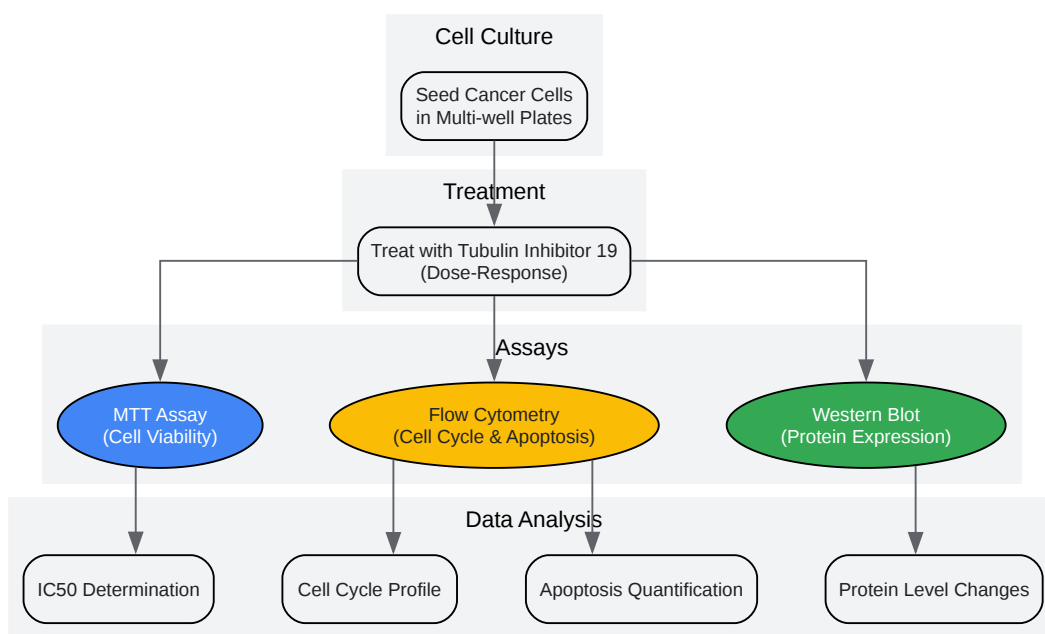 Cell Culture
Seed Cancer Cells
in Multi-well Plates
Treatment
Treat with Tubulin Inhibitor 19
(Dose-Response)
Assays
MTT Assay
(Cell Viability)
Flow Cytometry
(Cell Cycle & Apoptosis)
Western Blot
(Protein Expression)
Data Analysis
IC50 Determination
Cell Cycle Profile
Apoptosis Quantification
Protein Level Changes